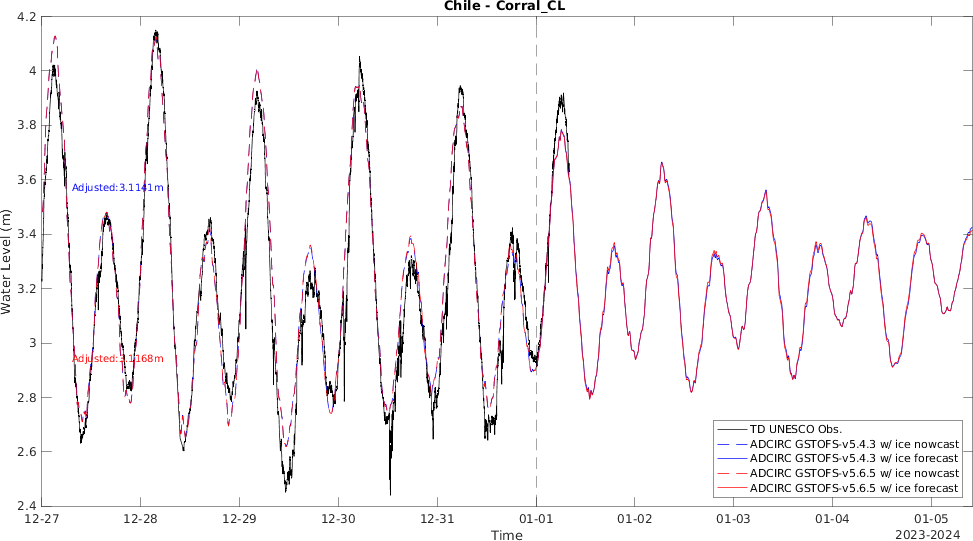 Chile - Corral_CL
4.2
4
3.8
3.6
3.4
3.2
3
2.8
2.6
2.4
Water Level (m)
Adjusted:3.1141m
Adjusted:3.1168m
TD UNESCO Obs.
ADCIRC GSTOFS-v5.4.3 w/ ice nowcast
ADCIRC GSTOFS-v5.4.3 w/ ice forecast
ADCIRC GSTOFS-v5.6.5 w/ ice nowcast
ADCIRC GSTOFS-v5.6.5 w/ ice forecast
12-27 12-28 12-29 12-30 12-31 01-01 01-02 01-03 01-04 01-05
Time
2023-2024